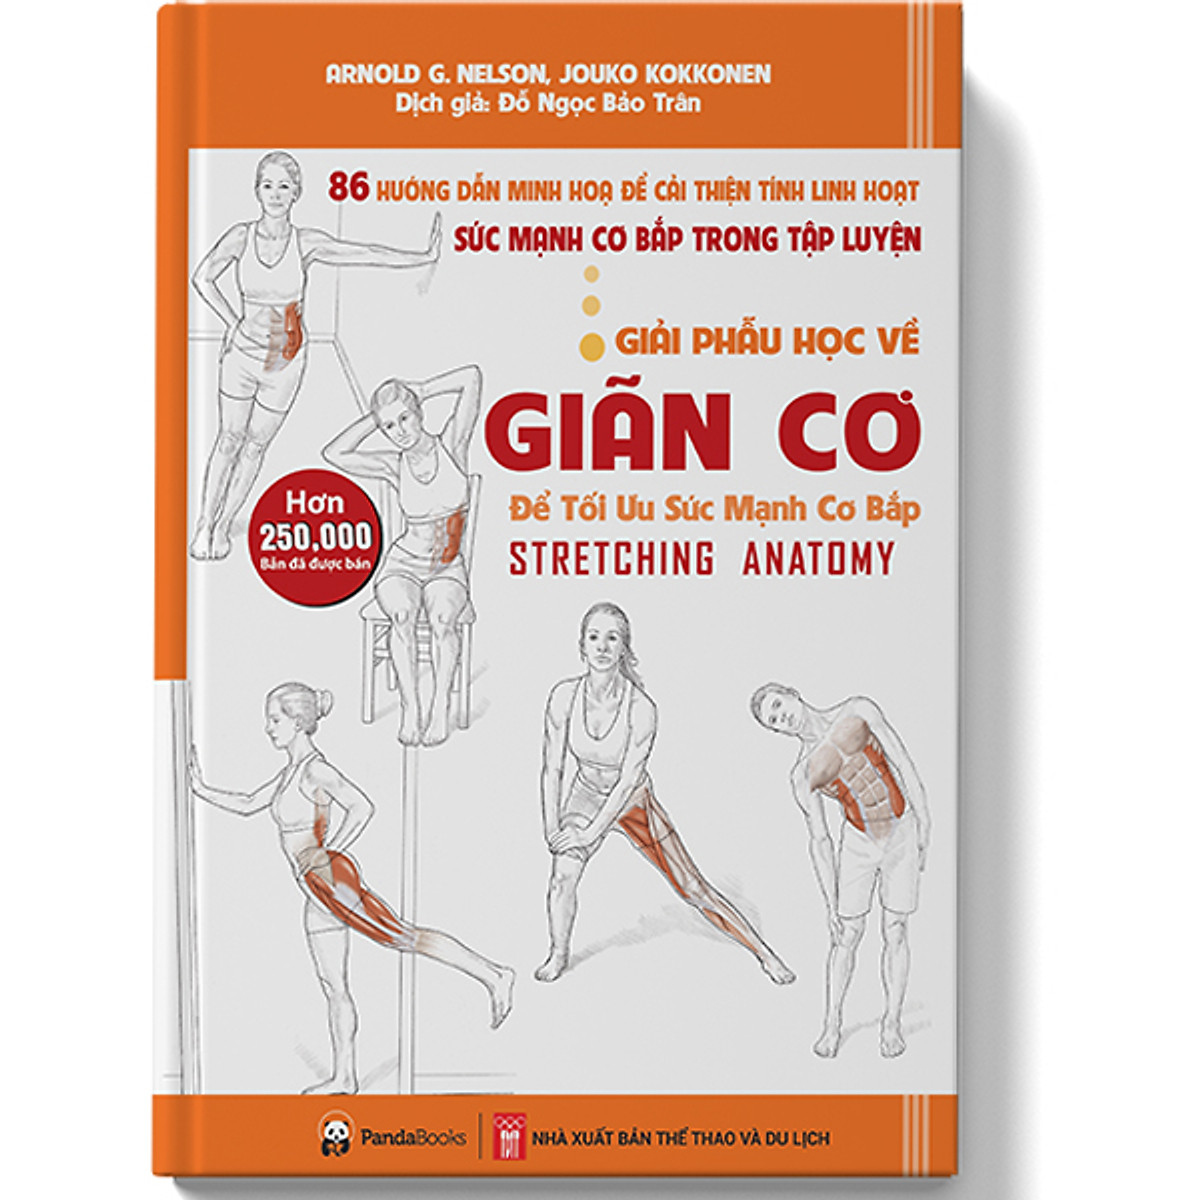 ARNOLD G. NELSON, JOUKO KOKKONEN
Dịch giả: Đỗ Ngọc Bảo Trân
86 HƯỚNG DẪN MINH HOẠ ĐỂ CẢI THIỆN TÍNH LINH HOẠT
SỨC MẠNH CƠ BẮP TRONG TẬP LUYỆN
GIẢI PHẪU HỌC VỀ
GIÃN CƠ
Để Tối Ưu Sức Mạnh Cơ Bắp
STRETCHING ANATOMY
Hơn
250,000
Bản đã được bán
PandaBooks
NHÀ XUẤT BẢN THỂ THAO VÀ DU LỊCH